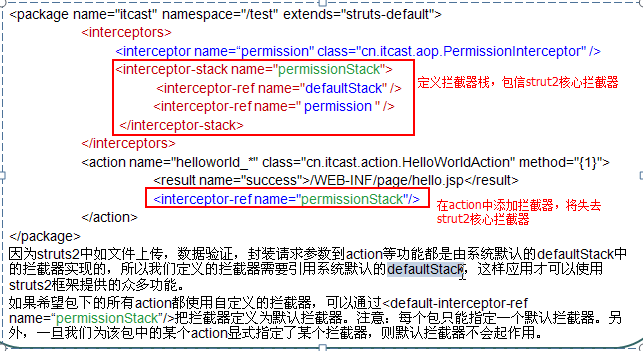 <package name="itcast" namespace="/test" extends="struts-default">
<interceptors>
<interceptor name="permission" class="cn.itcast.aop.PermissionInterceptor" />
<interceptor-stack name="permissionStack">
定义拦截器栈，包信strut2核心拦截器
<interceptor-ref name="defaultStack" />
<interceptor-ref name=" permission " />
</interceptor-stack>
</interceptors>
<action name="helloworld_*" class="cn.itcast.action.HelloWorldAction" method="{1}">
<result name="success">/WEB-INF/page/hello.jsp</result>
<interceptor-ref name="permissionStack"/>
在action中添加拦截器，将失去
strut2核心拦截器
</action>
</package>
因为struts2中如文件上传，数据验证，封装请求参数到action等功能都是由系统默认的defaultStack中
的拦截器实现的，所以我们定义的拦截器需要引用系统默认的defaultStack，这样应用才可以使用
struts2框架提供的众多功能。
如果希望包下的所有action都使用自定义的拦截器，可以通过<default-interceptor-ref
name="permissionStack"/>把拦截器定义为默认拦截器。注意：每个包只能指定一个默认拦截器。另
外，一旦我们为该包中的某个action显式指定了某个拦截器，则默认拦截器不会起作用。